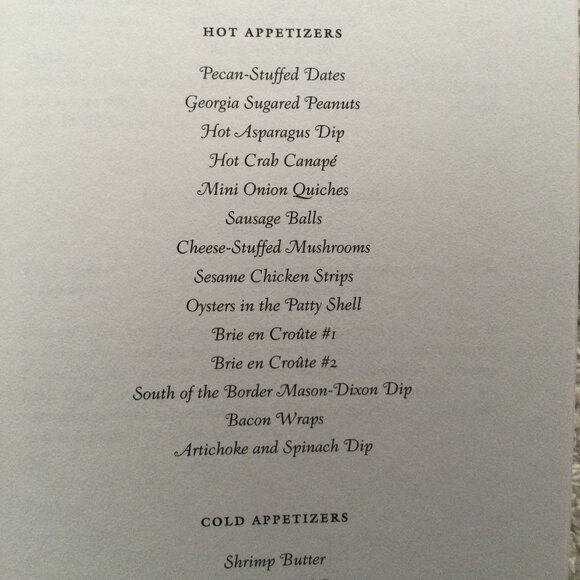 HOT APPETIZERS
Pecan-Stuffed Dates
Georgia Sugared Peanuts
Hot Asparagus Dip
Hot Crab Canapé
Mini Onion Quiches
Sausage Balls
Cheese-Stuffed Mushrooms
Sesame Chicken Strips
Oysters in the Patty Shell
Brie en Croûte #1
Brie en Croûte #2
South of the Border Mason-Dixon Dip
Bacon Wraps
Artichoke and Spinach Dip
COLD APPETIZERS
Shrimp Butter